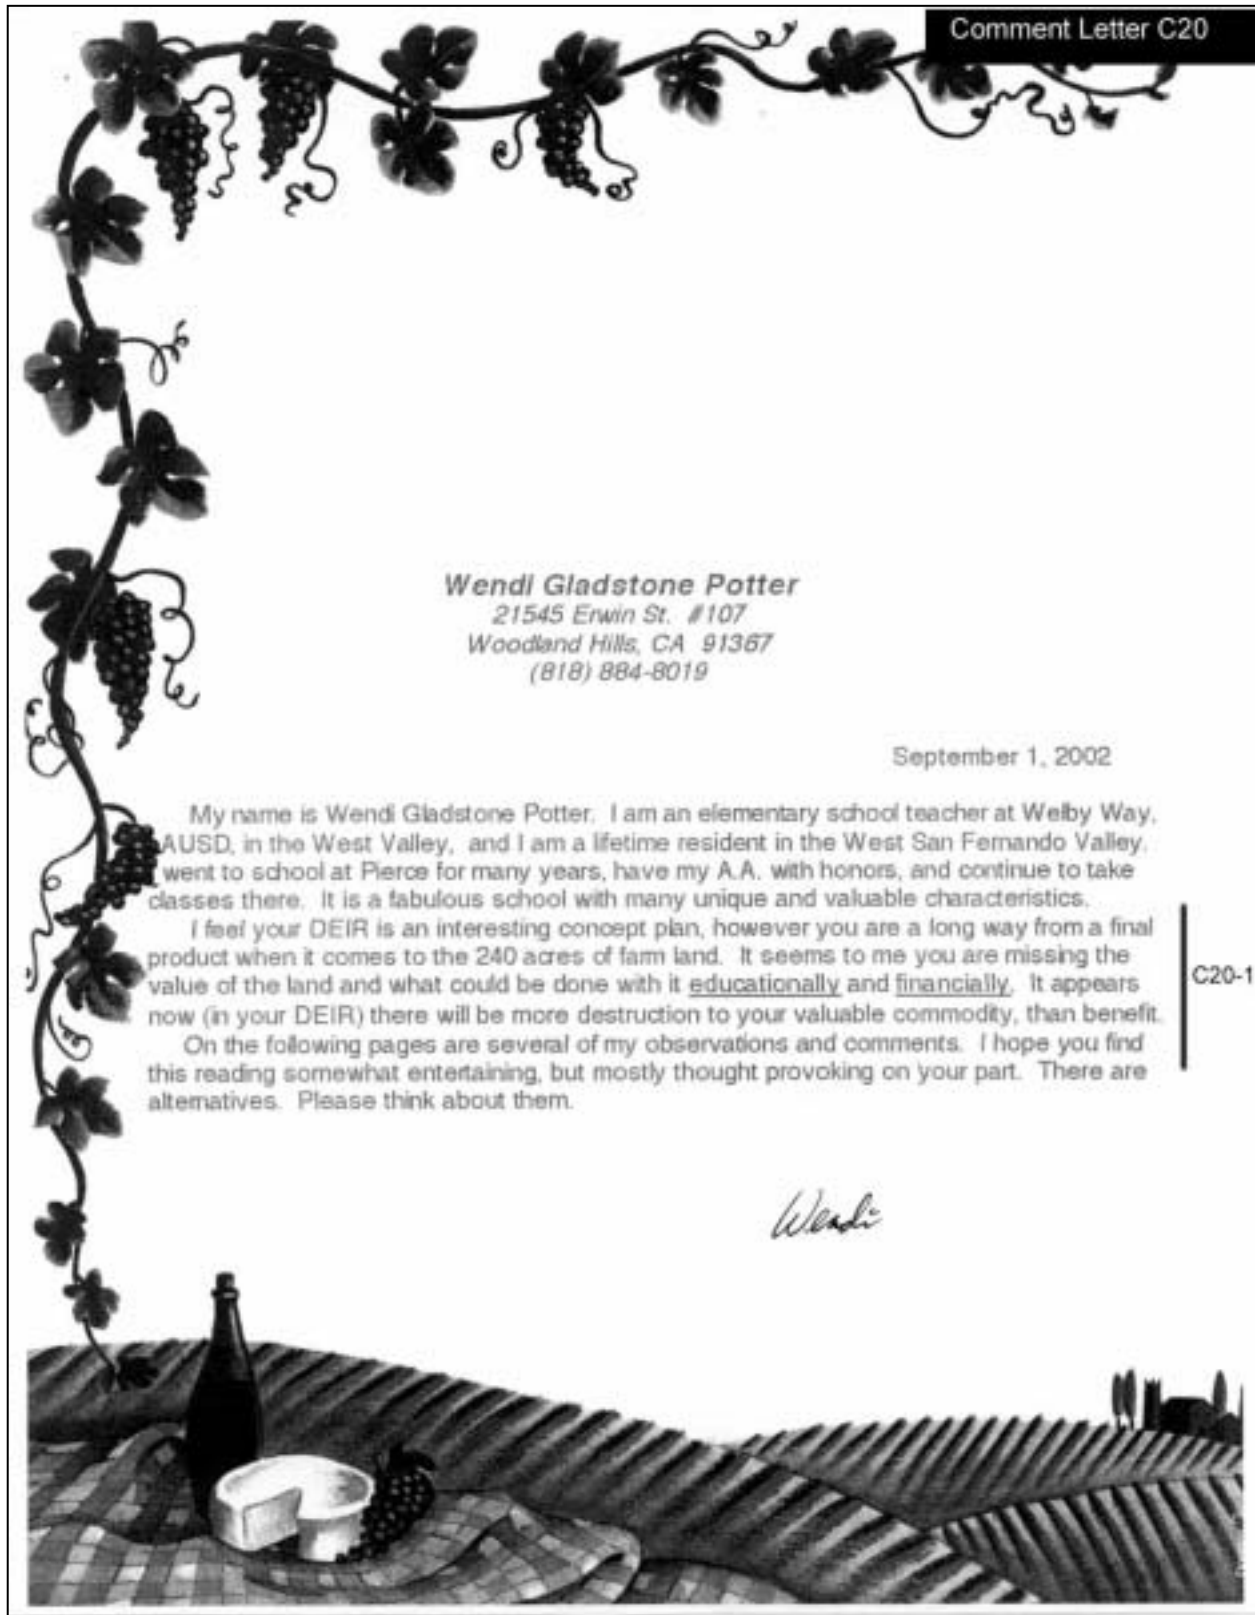 Comment Letter C20
Wendi Gladstone Potter
21545 Erwin St. #107
Woodland Hills, CA 91367
(818) 884-8019
September 1, 2002
My name is Wendi Gladstone Potter. I am an elementary school teacher at Welby Way,
AUSD, in the West Valley, and I am a lifetime resident in the West San Fernando Valley.
I went to school at Pierce for many years, have my A.A. with honors, and continue to take
classes there. It is a fabulous school with many unique and valuable characteristics.
I feel your DEIR is an interesting concept plan, however you are a long way from a final
product when it comes to the 240 acres of farm land. It seems to me you are missing the
value of the land and what could be done with it educationally and financially. It appears
now (in your DEIR) there will be more destruction to your valuable commodity, than benefit.
C20-1
On the following pages are several of my observations and comments. I hope you find
this reading somewhat entertaining, but mostly thought provoking on your part. There are
alternatives. Please think about them.
Wendi